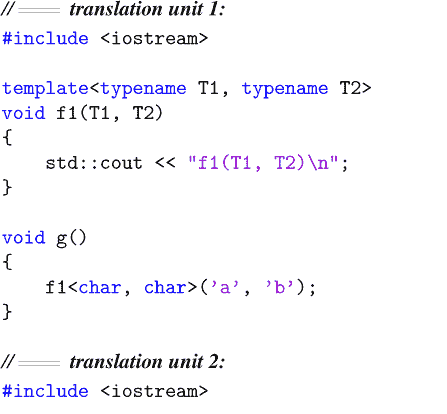 // ==== translation unit 1:
#include <iostream>
template<typename T1, typename T2>
void f1(T1, T2)
{
    std::cout << "f1(T1, T2)\n";
}
void g()
{
    f1<char, char>('a', 'b');
}
// ==== translation unit 2:
#include <iostream>